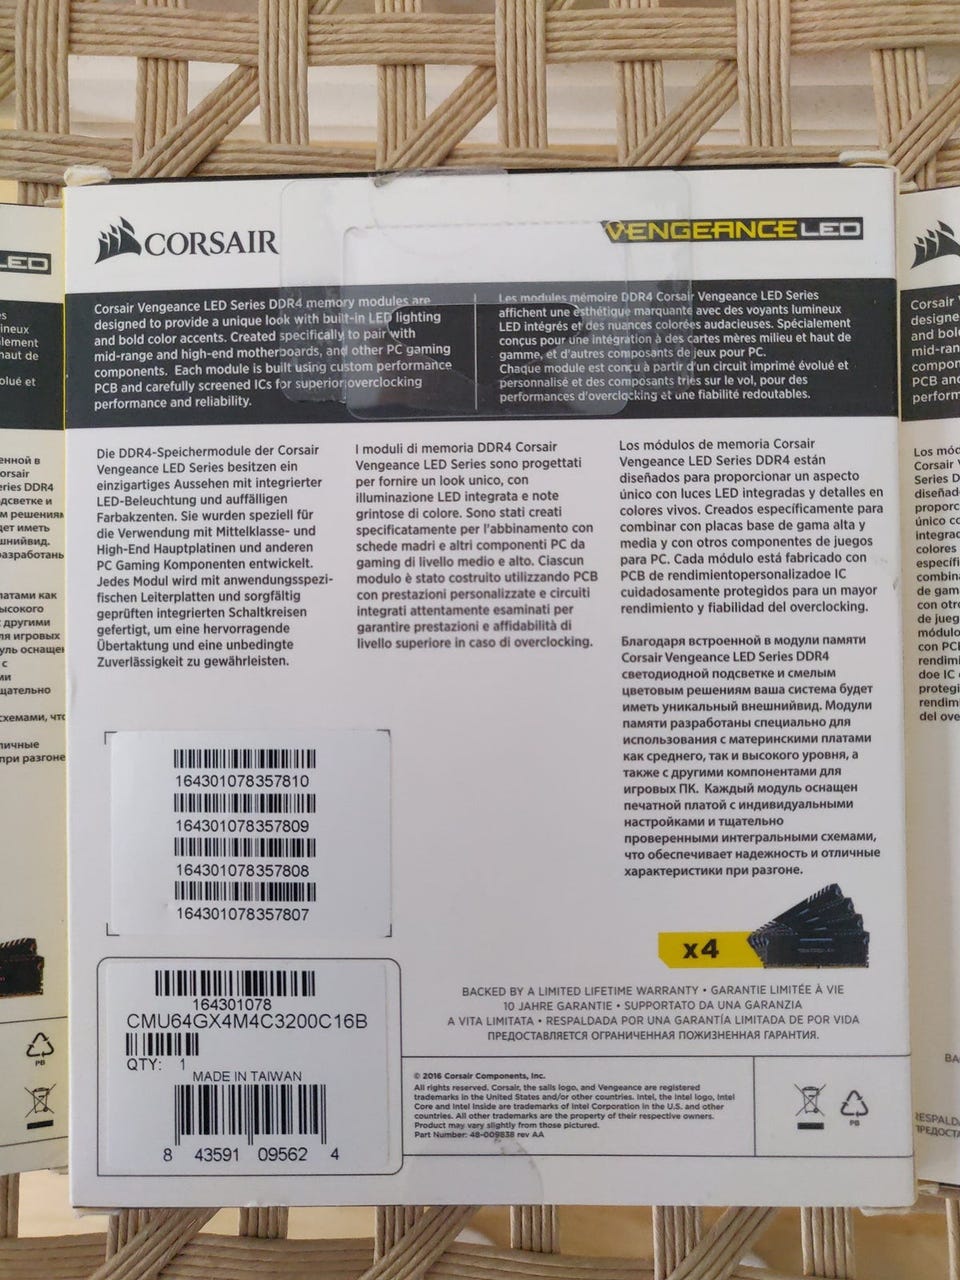 CORSAIR
VENGEANCE LED
Corsair Vengeance LED Series DDR4 memory modules are
designed to provide a unique look with built-in LED lighting
and bold color accents. Created specifically to pair with
mid-range and high-end motherboards, and other PC gaming
components. Each module is built using custom performance
PCB and carefully screened ICs for superior overclocking
performance and reliability.
Les modules mémoire DDR4 Corsair Vengeance LED Series
affichent une esthétique marquante avec des voyants lumineux
LED intégrés et des nuances colorées audacieuses. Spécialement
conçus pour une intégration à des cartes mères milieu et haut de
gamme, et d'autres composants de jeux pour PC.
Chaque module est conçu à partir d'un circuit imprimé évolué et
personnalisé et des composants triés sur le vol, pour des
performances d'overclocking et une fiabilité redoutables.
Die DDR4-Speichermodule der Corsair
Vengeance LED Series besitzen ein
einzigartiges Aussehen mit integrierter
LED-Beleuchtung und auffälligen
Farbakzenten. Sie wurden speziell für
die Verwendung mit Mittelklasse- und
High-End Hauptplatinen und anderen
PC Gaming Komponenten entwickelt.
Jedes Modul wird mit anwendungsspezi-
fischen Leiterplatten und sorgfältig
geprüften integrierten Schaltkreisen
gefertigt, um eine hervorragende
Übertaktung und eine unbedingte
Zuverlässigkeit zu gewährleisten.
I moduli di memoria DDR4 Corsair
Vengeance LED Series sono progettati
per fornire un look unico, con
illuminazione LED integrata e note
grintose di colore. Sono stati creati
specificatamente per l'abbinamento con
schede madri e altri componenti PC da
gaming di livello medio e alto. Ciascun
modulo è stato costruito utilizzando PCB
con prestazioni personalizzate e circuiti
integrati attentamente esaminati per
garantire prestazioni e affidabilità di
livello superiore in caso di overclocking.
Los módulos de memoria Corsair
Vengeance LED Series DDR4 están
diseñados para proporcionar un aspecto
único con luces LED integradas y detalles en
colores vivos. Creados específicamente para
combinar con placas base de gama alta y
media y con otros componentes de juegos
para PC. Cada módulo está fabricado con
PCB de rendimientopersonalizadoe IC
cuidadosamente protegidos para un mayor
rendimiento y fiabilidad del overclocking.
Благодаря встроенной в модули памяти
Corsair Vengeance LED Series DDR4
светодиодной подсветке и смелым
цветовым решениям ваша система будет
иметь уникальный внешнийвид. Модули
памяти разработаны специально для
использования с материнскими платами
как среднего, так и высокого уровня, а
также с другими компонентами для
игровых ПК. Каждый модуль оснащен
печатной платой с индивидуальными
настройками и тщательно
проверенными интегральными схемами,
что обеспечивает надежность и отличные
характеристики при разгоне.
164301078357810
164301078357809
164301078357808
164301078357807
x4
BACKED BY A LIMITED LIFETIME WARRANTY • GARANTIE LIMITÉE À VIE
10 JAHRE GARANTIE • SUPPORTATO DA UNA GARANZIA
A VITA LIMITATA • RESPALDADA POR UNA GARANTÍA LIMITADA DE POR VIDA
ПРЕДОСТАВЛЯЕТСЯ ОГРАНИЧЕННАЯ ПОЖИЗНЕННАЯ ГАРАНТИЯ.
164301078
CMU64GX4M4C3200C16B
QTY: 1
MADE IN TAIWAN
8 43591 09562 4
© 2016 Corsair Components, Inc.
All rights reserved. Corsair, the sails logo, and Vengeance are registered
trademarks in the United States and/or other countries. Intel, the Intel logo, Intel
Core and Intel Inside are trademarks of Intel Corporation in the U.S. and other
countries. All other trademarks are the property of their respective owners.
Product may vary slightly from those pictured.
Part Number: 48-009838 rev AA
PB